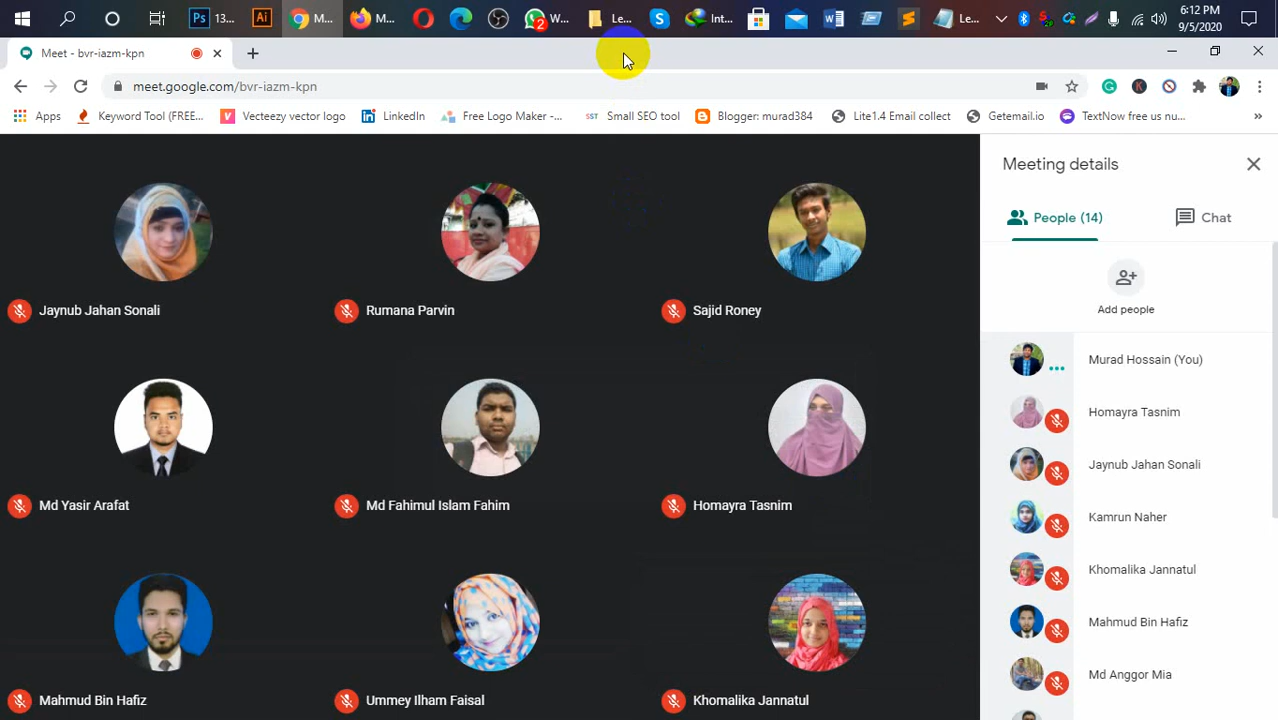 13...
M...
M...
W...
2
Le...
Int...
Le...
6:12 PM
9/5/2020
Meet - bvr-iazm-kpn
meet.google.com/bvr-iazm-kpn
Apps
Keyword Tool (FREE...
Vecteezy vector logo
LinkedIn
Free Logo Maker -...
Small SEO tool
Blogger: murad384
Lite1.4 Email collect
Getemail.io
TextNow free us nu...
Meeting details
People (14)
Chat
Add people
Jaynub Jahan Sonali
Rumana Parvin
Sajid Roney
Md Yasir Arafat
Md Fahimul Islam Fahim
Homayra Tasnim
Mahmud Bin Hafiz
Ummey Ilham Faisal
Khomalika Jannatul
Murad Hossain (You)
Homayra Tasnim
Jaynub Jahan Sonali
Kamrun Naher
Khomalika Jannatul
Mahmud Bin Hafiz
Md Anggor Mia